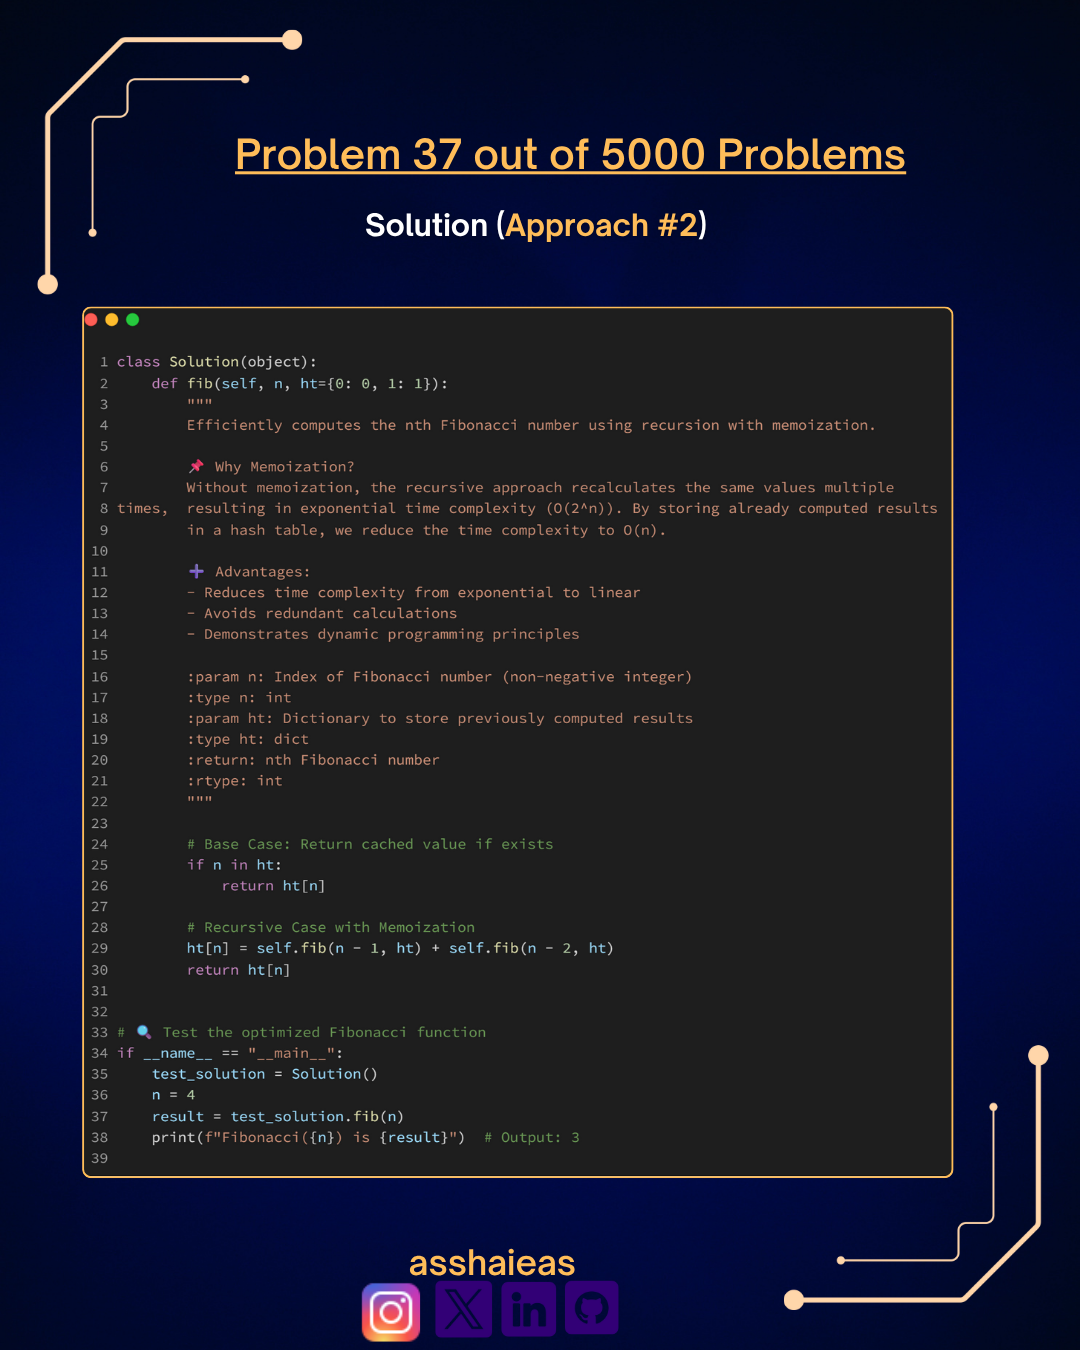 Problem 37 out of 5000 Problems
Solution (Approach #2)
1 class Solution(object):
2     def fib(self, n, ht={0: 0, 1: 1}):
3         """
4         Efficiently computes the nth Fibonacci number using recursion with memoization.
5
6         📌 Why Memoization?
7         Without memoization, the recursive approach recalculates the same values multiple
8 times,  resulting in exponential time complexity (O(2^n)). By storing already computed results
9         in a hash table, we reduce the time complexity to O(n).
10
11         ➕ Advantages:
12         - Reduces time complexity from exponential to linear
13         - Avoids redundant calculations
14         - Demonstrates dynamic programming principles
15
16         :param n: Index of Fibonacci number (non-negative integer)
17         :type n: int
18         :param ht: Dictionary to store previously computed results
19         :type ht: dict
20         :return: nth Fibonacci number
21         :rtype: int
22         """
23
24         # Base Case: Return cached value if exists
25         if n in ht:
26             return ht[n]
27
28         # Recursive Case with Memoization
29         ht[n] = self.fib(n - 1, ht) + self.fib(n - 2, ht)
30         return ht[n]
31
32
33 # 🔍 Test the optimized Fibonacci function
34 if __name__ == "__main__":
35     test_solution = Solution()
36     n = 4
37     result = test_solution.fib(n)
38     print(f"Fibonacci({n}) is {result}")  # Output: 3
39
asshaieas